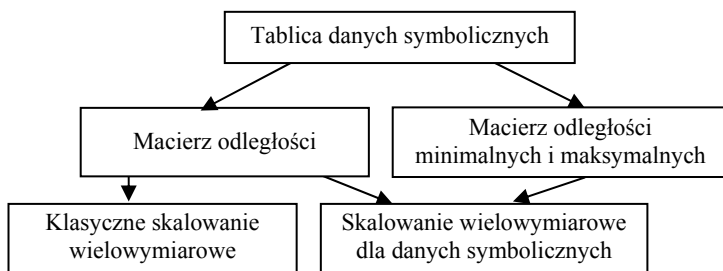 Tablica danych symbolicznych
Macierz odległości
Macierz odległości
minimalnych i maksymalnych
Klasyczne skalowanie
wielowymiarowe
Skalowanie wielowymiarowe
dla danych symbolicznych